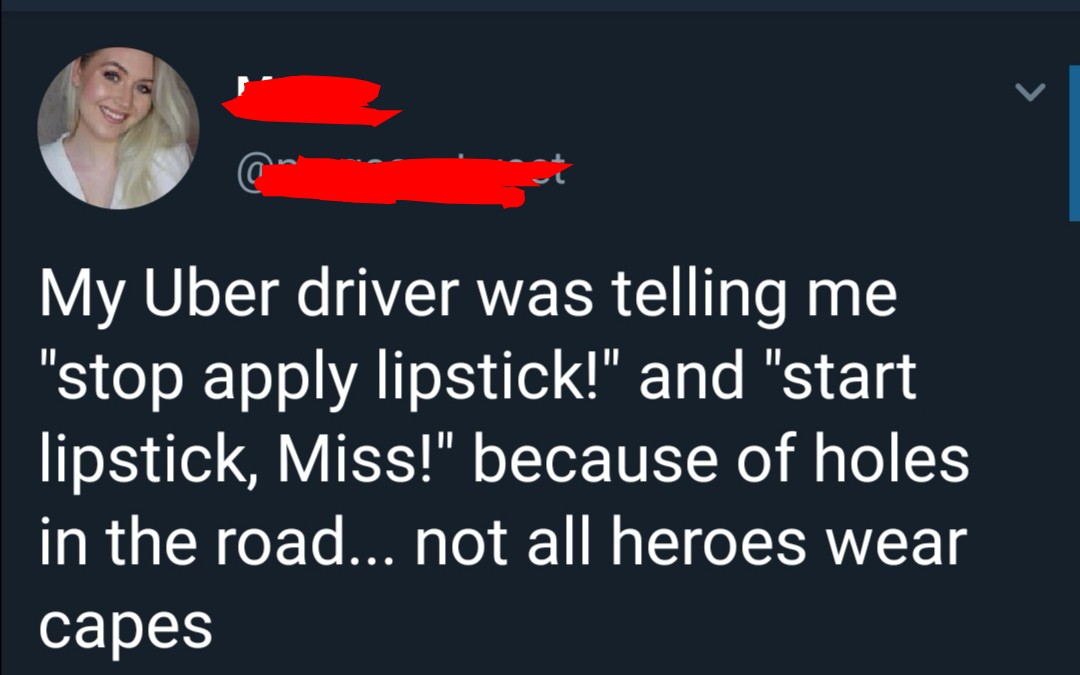 My Uber driver was telling me
"stop apply lipstick!" and "start
lipstick, Miss!" because of holes
in the road... not all heroes wear
capes